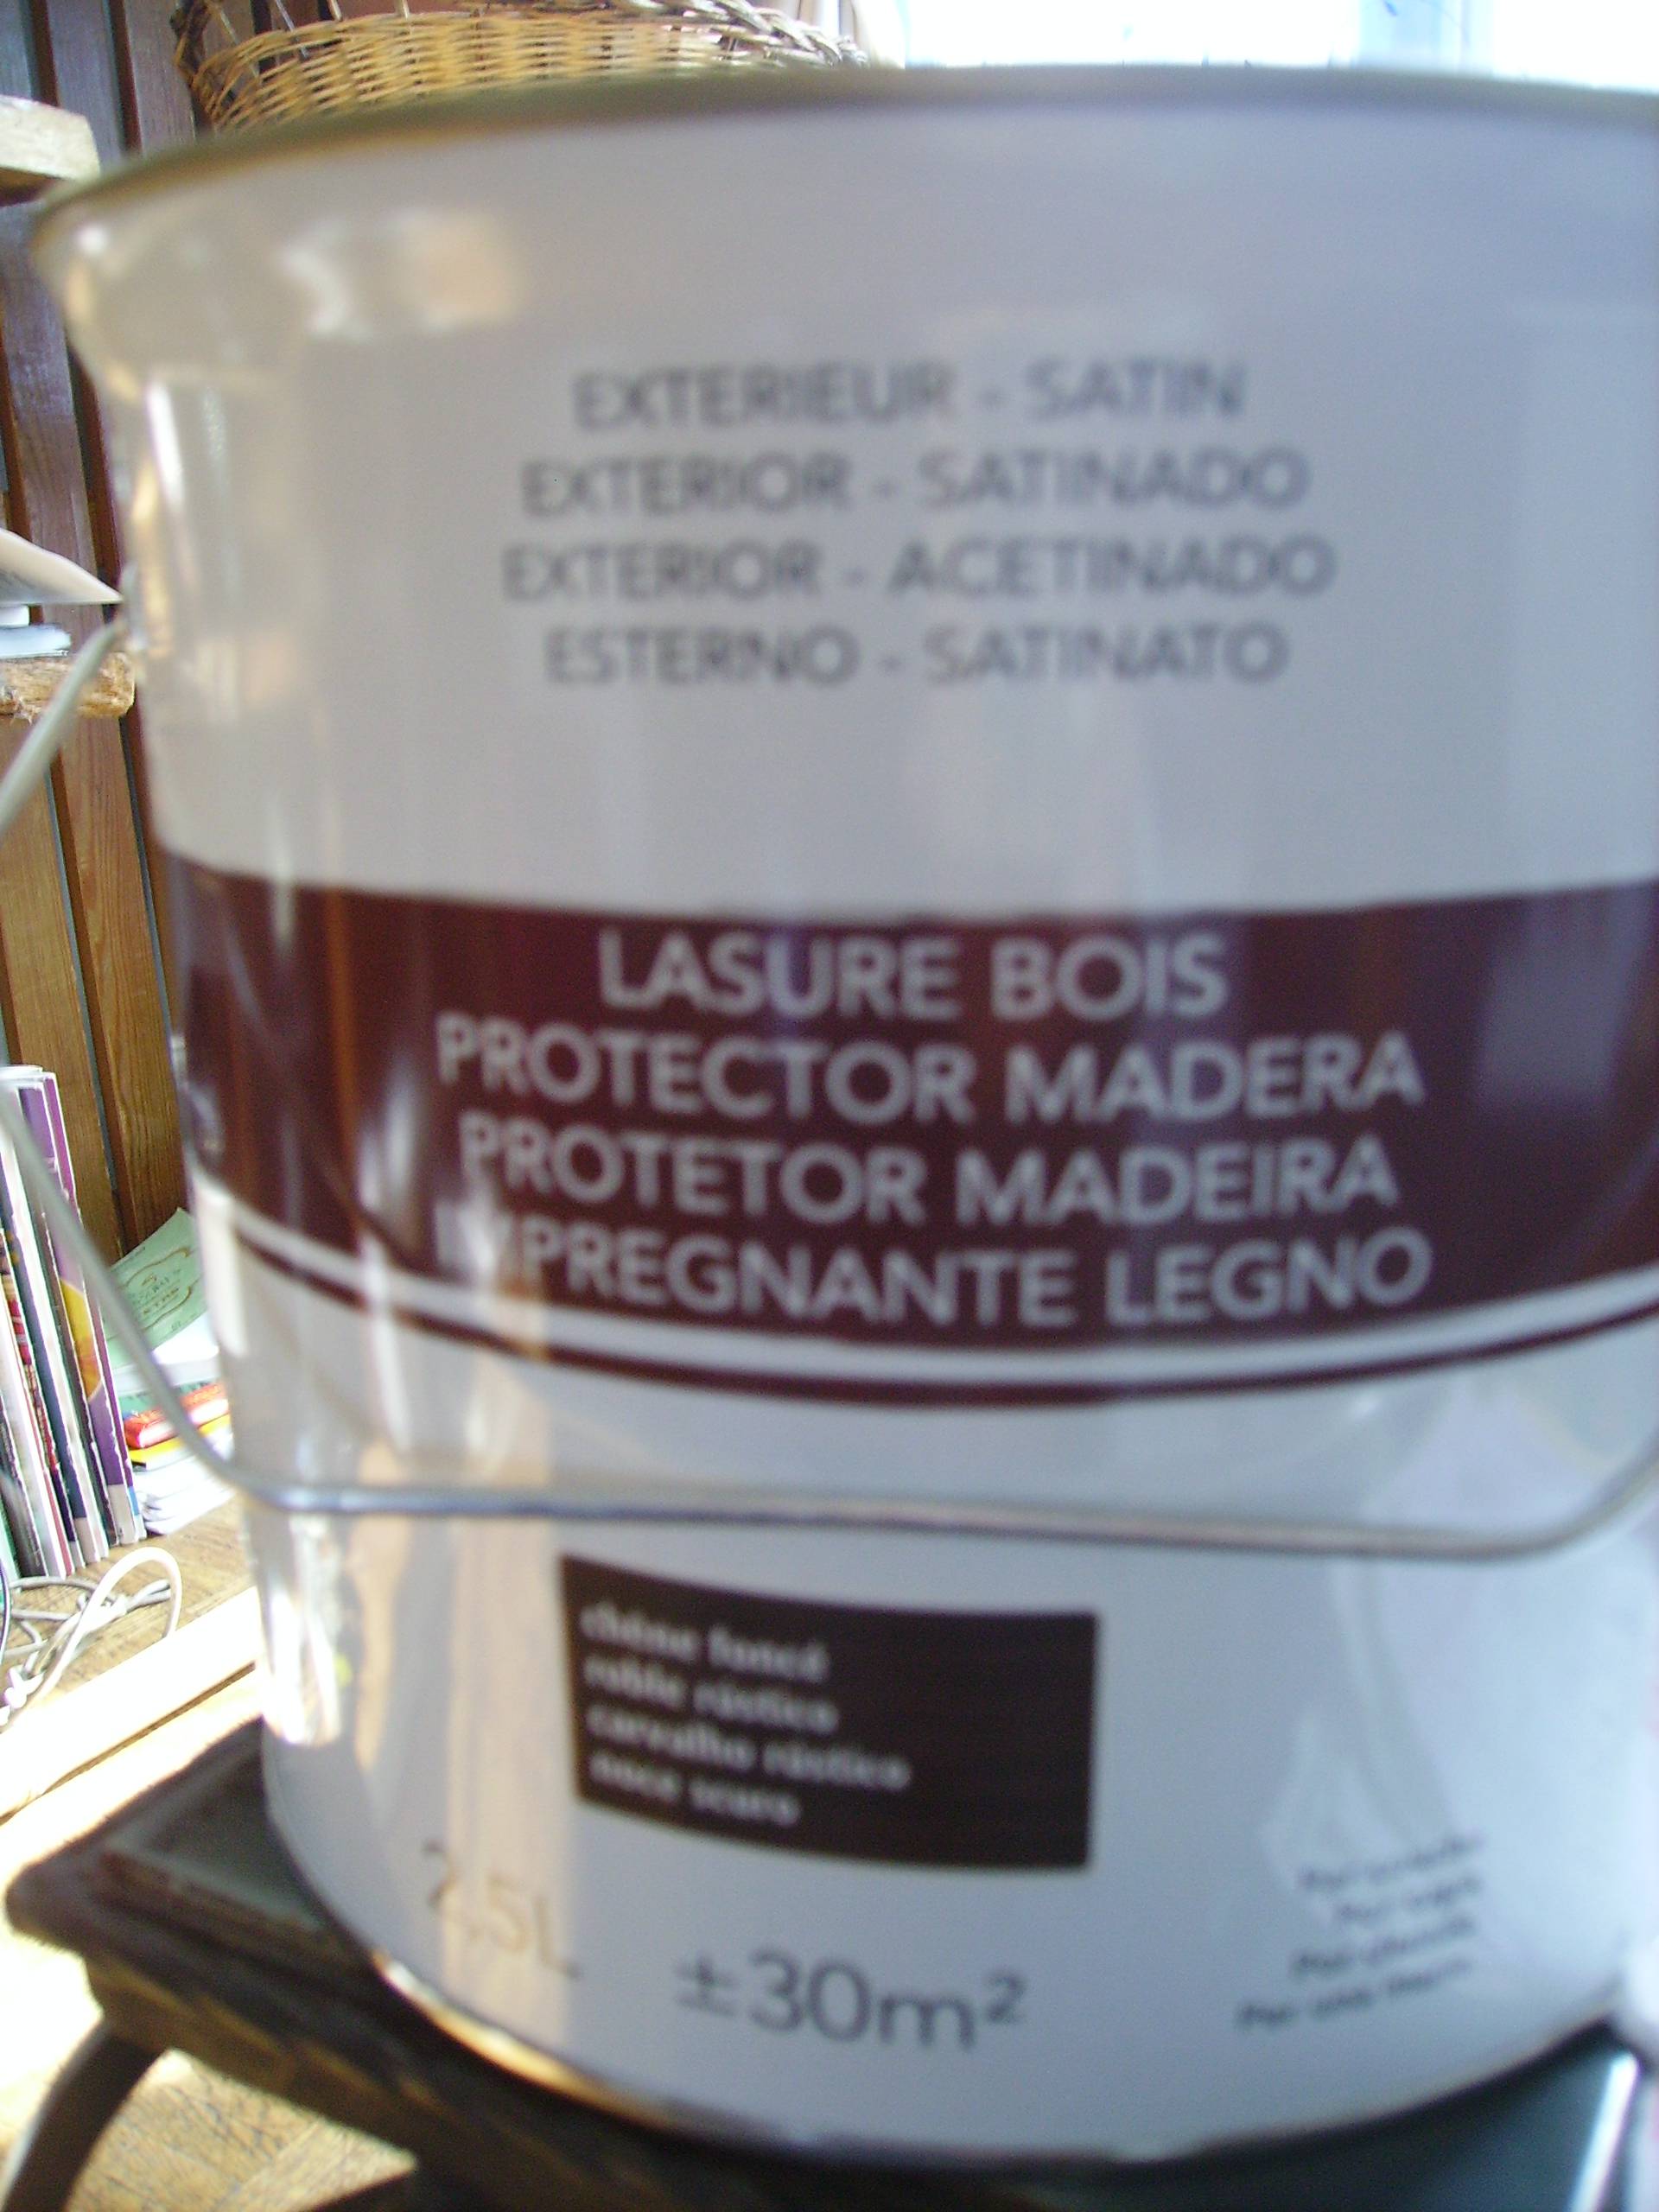 EXTERIEUR - SATIN
EXTERIOR - SATINADO
EXTERIOR - ACETINADO
ESTERNO - SATINATO
LASURE BOIS
PROTECTOR MADERA
PROTETOR MADEIRA
IMPREGNANTE LEGNO
chêne foncé
roble rústico
carvalho rústico
noce scuro
2,5L
±30m²